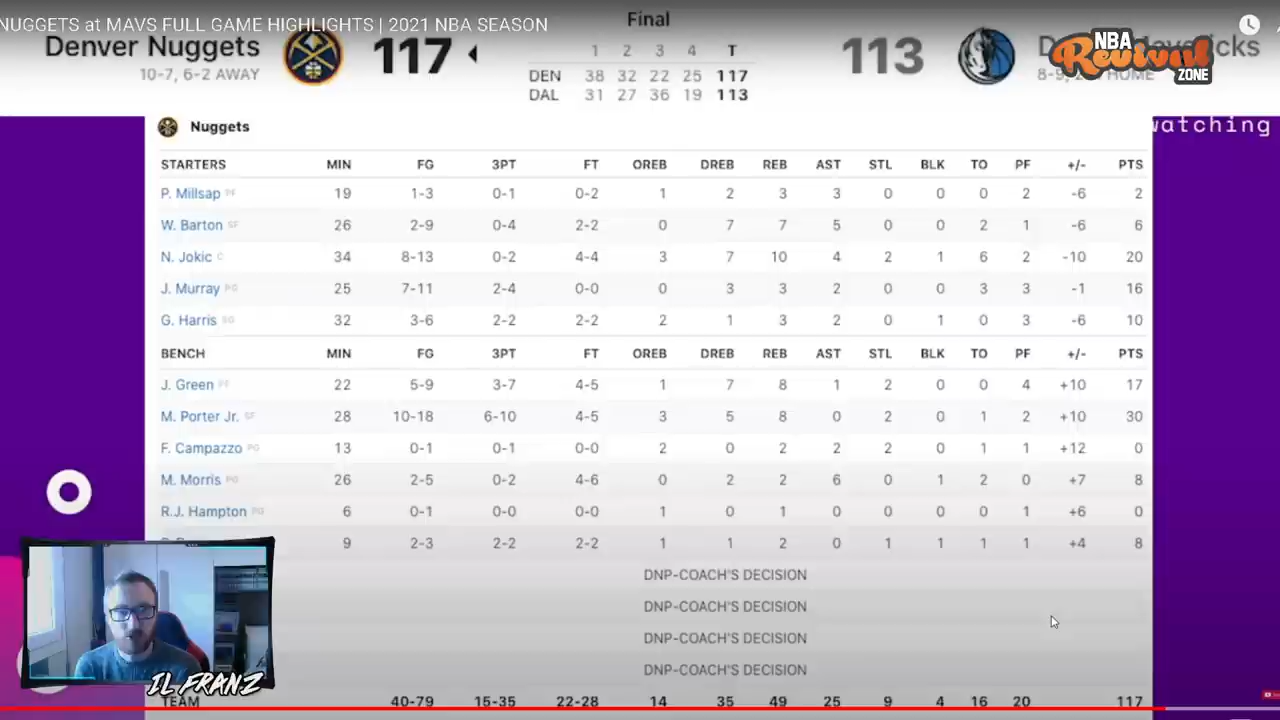 NUGGETS at MAVS FULL GAME HIGHLIGHTS | 2021 NBA SEASON
Final
Denver Nuggets 117 113
10-7, 6-2 AWAY
1 2 3 4 T
DEN 38 32 22 25 117
DAL 31 27 36 19 113
NBA
Revival
ZONE
HOME
watching
Nuggets
STARTERS MIN FG 3PT FT OREB DREB REB AST STL BLK TO PF +/- PTS
P. Millsap PF 19 1-3 0-1 0-2 1 2 3 3 0 0 0 2 -6 2
W. Barton SF 26 2-9 0-4 2-2 0 7 7 5 0 0 2 1 -6 6
N. Jokic C 34 8-13 0-2 4-4 3 7 10 4 2 1 6 2 -10 20
J. Murray PG 25 7-11 2-4 0-0 0 3 3 2 0 0 3 3 -1 16
G. Harris SG 32 3-6 2-2 2-2 2 1 3 2 0 1 0 3 -6 10
BENCH MIN FG 3PT FT OREB DREB REB AST STL BLK TO PF +/- PTS
J. Green PF 22 5-9 3-7 4-5 1 7 8 1 2 0 0 4 +10 17
M. Porter Jr. SF 28 10-18 6-10 4-5 3 5 8 0 2 0 1 2 +10 30
F. Campazzo PG 13 0-1 0-1 0-0 2 0 2 2 2 0 1 1 +12 0
M. Morris PG 26 2-5 0-2 4-6 0 2 2 6 0 1 2 0 +7 8
R.J. Hampton PG 6 0-1 0-0 0-0 1 0 1 0 0 0 0 1 +6 0
9 2-3 2-2 2-2 1 1 2 0 1 1 1 1 +4 8
DNP-COACH'S DECISION
DNP-COACH'S DECISION
DNP-COACH'S DECISION
DNP-COACH'S DECISION
IL FRANZ
TEAM 40-79 15-35 22-28 14 35 49 25 9 4 16 20 117